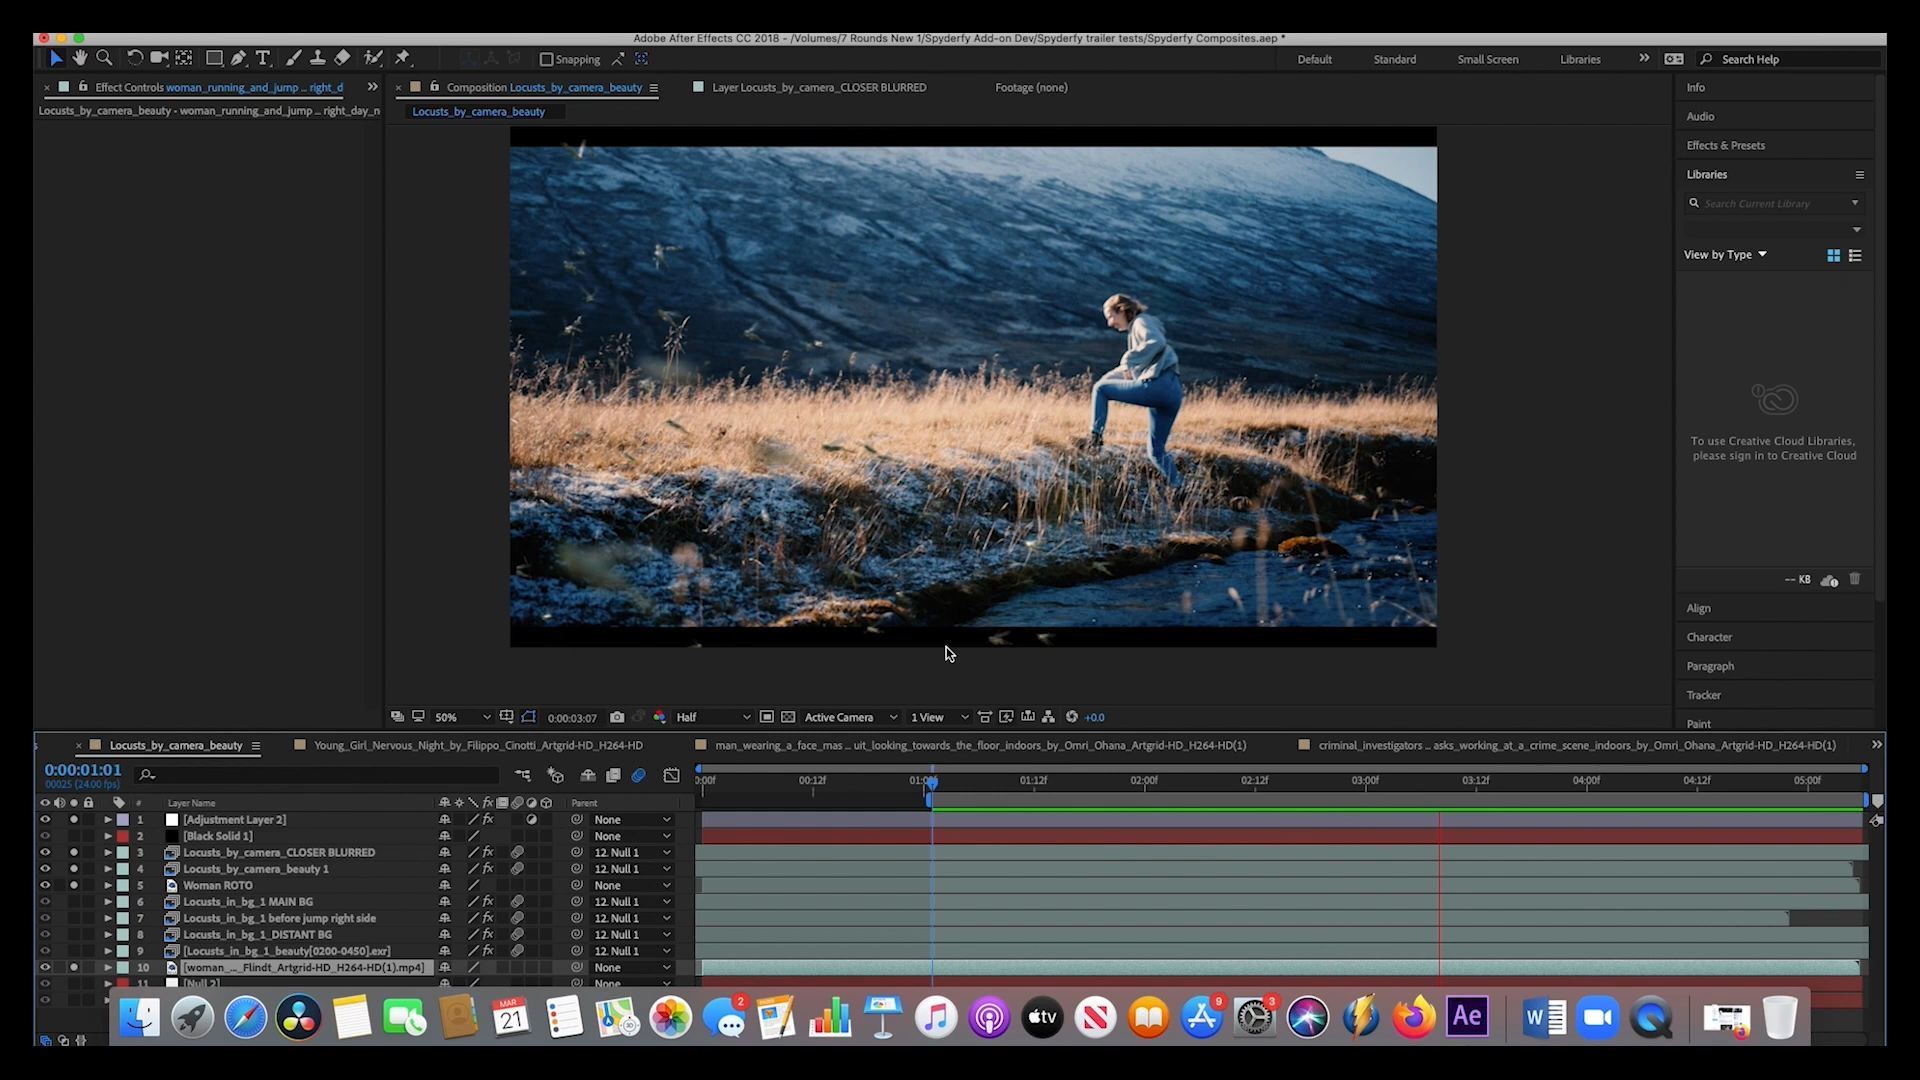 Adobe After Effects CC 2018 - /Volumes/7 Rounds New 1/Spyderfy Add-on Dev/Spyderfy trailer tests/Spyderfy Composites.aep *
Snapping
Default
Standard
Small Screen
Libraries
Search Help
Effect Controls woman_running_and_jump ... right_d
Composition Locusts_by_camera_beauty
Layer Locusts_by_camera_CLOSER BLURRED
Footage (none)
Locusts_by_camera_beauty - woman_running_and_jump ... right_day_n
Locusts_by_camera_beauty
Info
Audio
Effects & Presets
Libraries
Search Current Library
View by Type
To use Creative Cloud Libraries,
please sign in to Creative Cloud
-- KB
Align
Character
Paragraph
Tracker
Paint
50%
0:00:03:07
Half
Active Camera
1 View
+0.0
Locusts_by_camera_beauty
Young_Girl_Nervous_Night_by_Filippo_Cinotti_Artgrid-HD_H264-HD
man_wearing_a_face_mas ... uit_looking_towards_the_floor_indoors_by_Omri_Ohana_Artgrid-HD_H264-HD(1)
criminal_investigators ... asks_working_at_a_crime_scene_indoors_by_Omri_Ohana_Artgrid-HD_H264-HD(1)
0:00:01:01
00025 (24.00 fps)
00:12f
01:12f
02:00f
02:12f
03:00f
03:12f
04:00f
04:12f
05:00f
# Layer Name
Parent
1 [Adjustment Layer 2] None
2 [Black Solid 1] None
3 Locusts_by_camera_CLOSER BLURRED 12. Null 1
4 Locusts_by_camera_beauty 1 12. Null 1
5 Woman ROTO None
6 Locusts_in_bg_1 MAIN BG 12. Null 1
7 Locusts_in_bg_1 before jump right side 12. Null 1
8 Locusts_in_bg_1_DISTANT BG 12. Null 1
9 [Locusts_in_bg_1_beauty[0200-0450].exr] 12. Null 1
10 [woman_..._Flindt_Artgrid-HD_H264-HD(1).mp4] None
11 [Null 2] None
MAR
21
2
tv
9
3
Ae
W